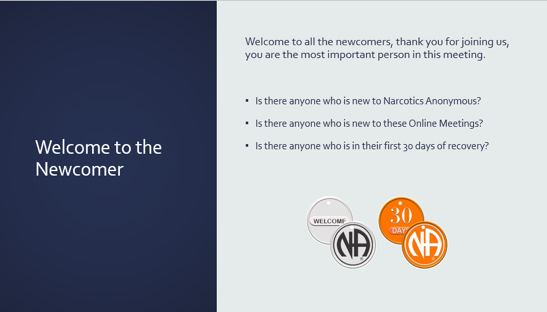 Welcome to the
Newcomer
Welcome to all the newcomers, thank you for joining us,
you are the most important person in this meeting.
▪ Is there anyone who is new to Narcotics Anonymous?
▪ Is there anyone who is new to these Online Meetings?
▪ Is there anyone who is in their first 30 days of recovery?
WELCOME
NA
30
DAY
NA